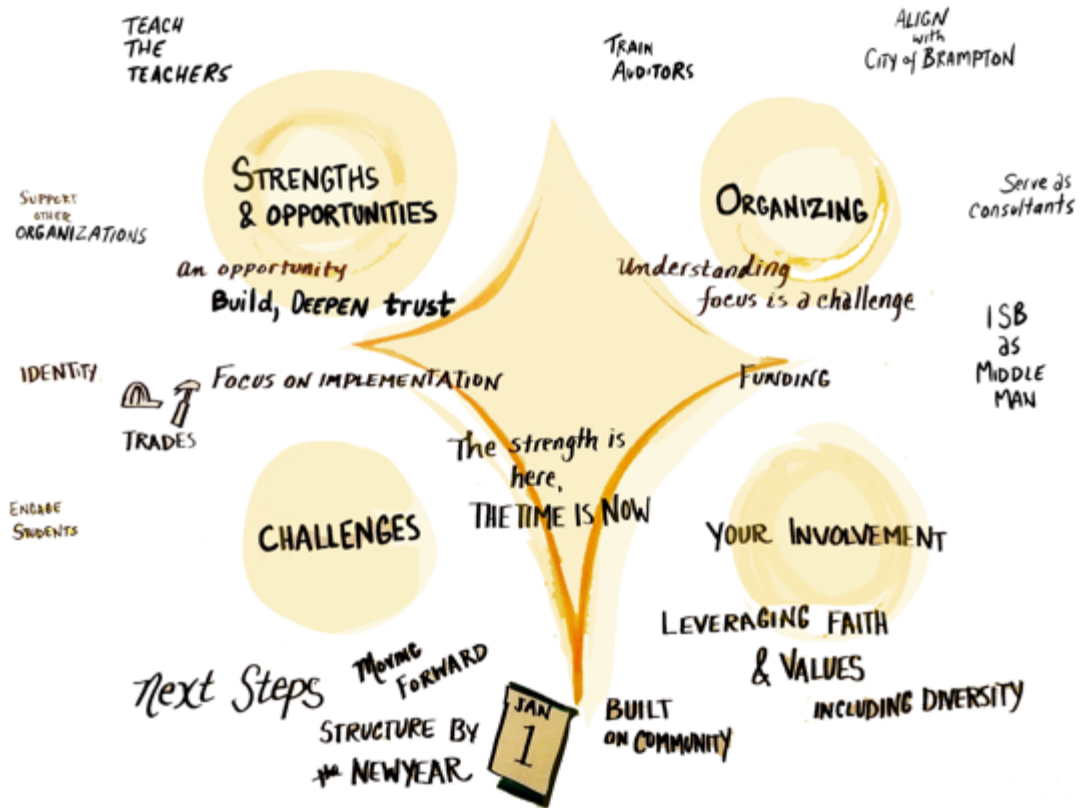 TEACH
THE
TEACHERS
TRAIN
AUDITORS
ALIGN
with
CITY of BRAMPTON
STRENGTHS
& OPPORTUNITIES
ORGANIZING
Serve as
Consultants
SUPPORT
OTHER
ORGANIZATIONS
an opportunity
Build, DEEPEN trust
Understanding
focus is a challenge
ISB
as
MIDDLE
MAN
IDENTITY
TRADES
FOCUS ON IMPLEMENTATION
FUNDING
The strength is
here,
THE TIME IS NOW
ENGAGE
STUDENTS
CHALLENGES
YOUR INVOLVEMENT
LEVERAGING FAITH
& VALUES
INCLUDING DIVERSITY
Next Steps
MOVING
FORWARD
STRUCTURE BY
the NEW YEAR
JAN
1
BUILT
ON COMMUNITY